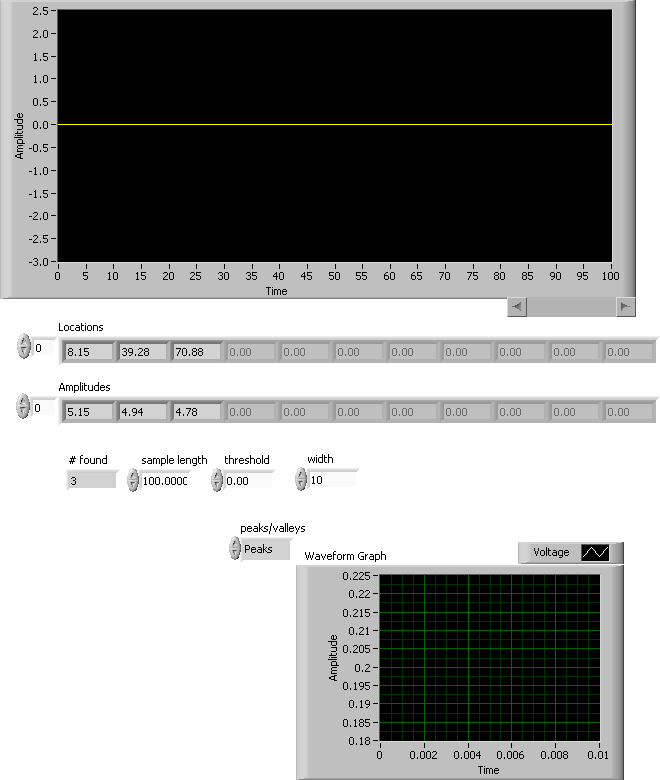 2.5
2.0
1.5
1.0
0.5
0.0
-0.5
-1.0
-1.5
-2.0
-2.5
-3.0
Amplitude
0 5 10 15 20 25 30 35 40 45 50 55 60 65 70 75 80 85 90 95 100
Time
Locations
0 8.15 39.28 70.88 0.00 0.00 0.00 0.00 0.00 0.00 0.00 0.00
Amplitudes
0 5.15 4.94 4.78 0.00 0.00 0.00 0.00 0.00 0.00 0.00 0.00
# found sample length threshold width
3 100.000C 0.00 10
peaks/valleys
Peaks
Waveform Graph
Voltage
0.225
0.22
0.215
0.21
0.205
0.2
0.195
0.19
0.185
0.18
Amplitude
0 0.002 0.004 0.006 0.008 0.01
Time